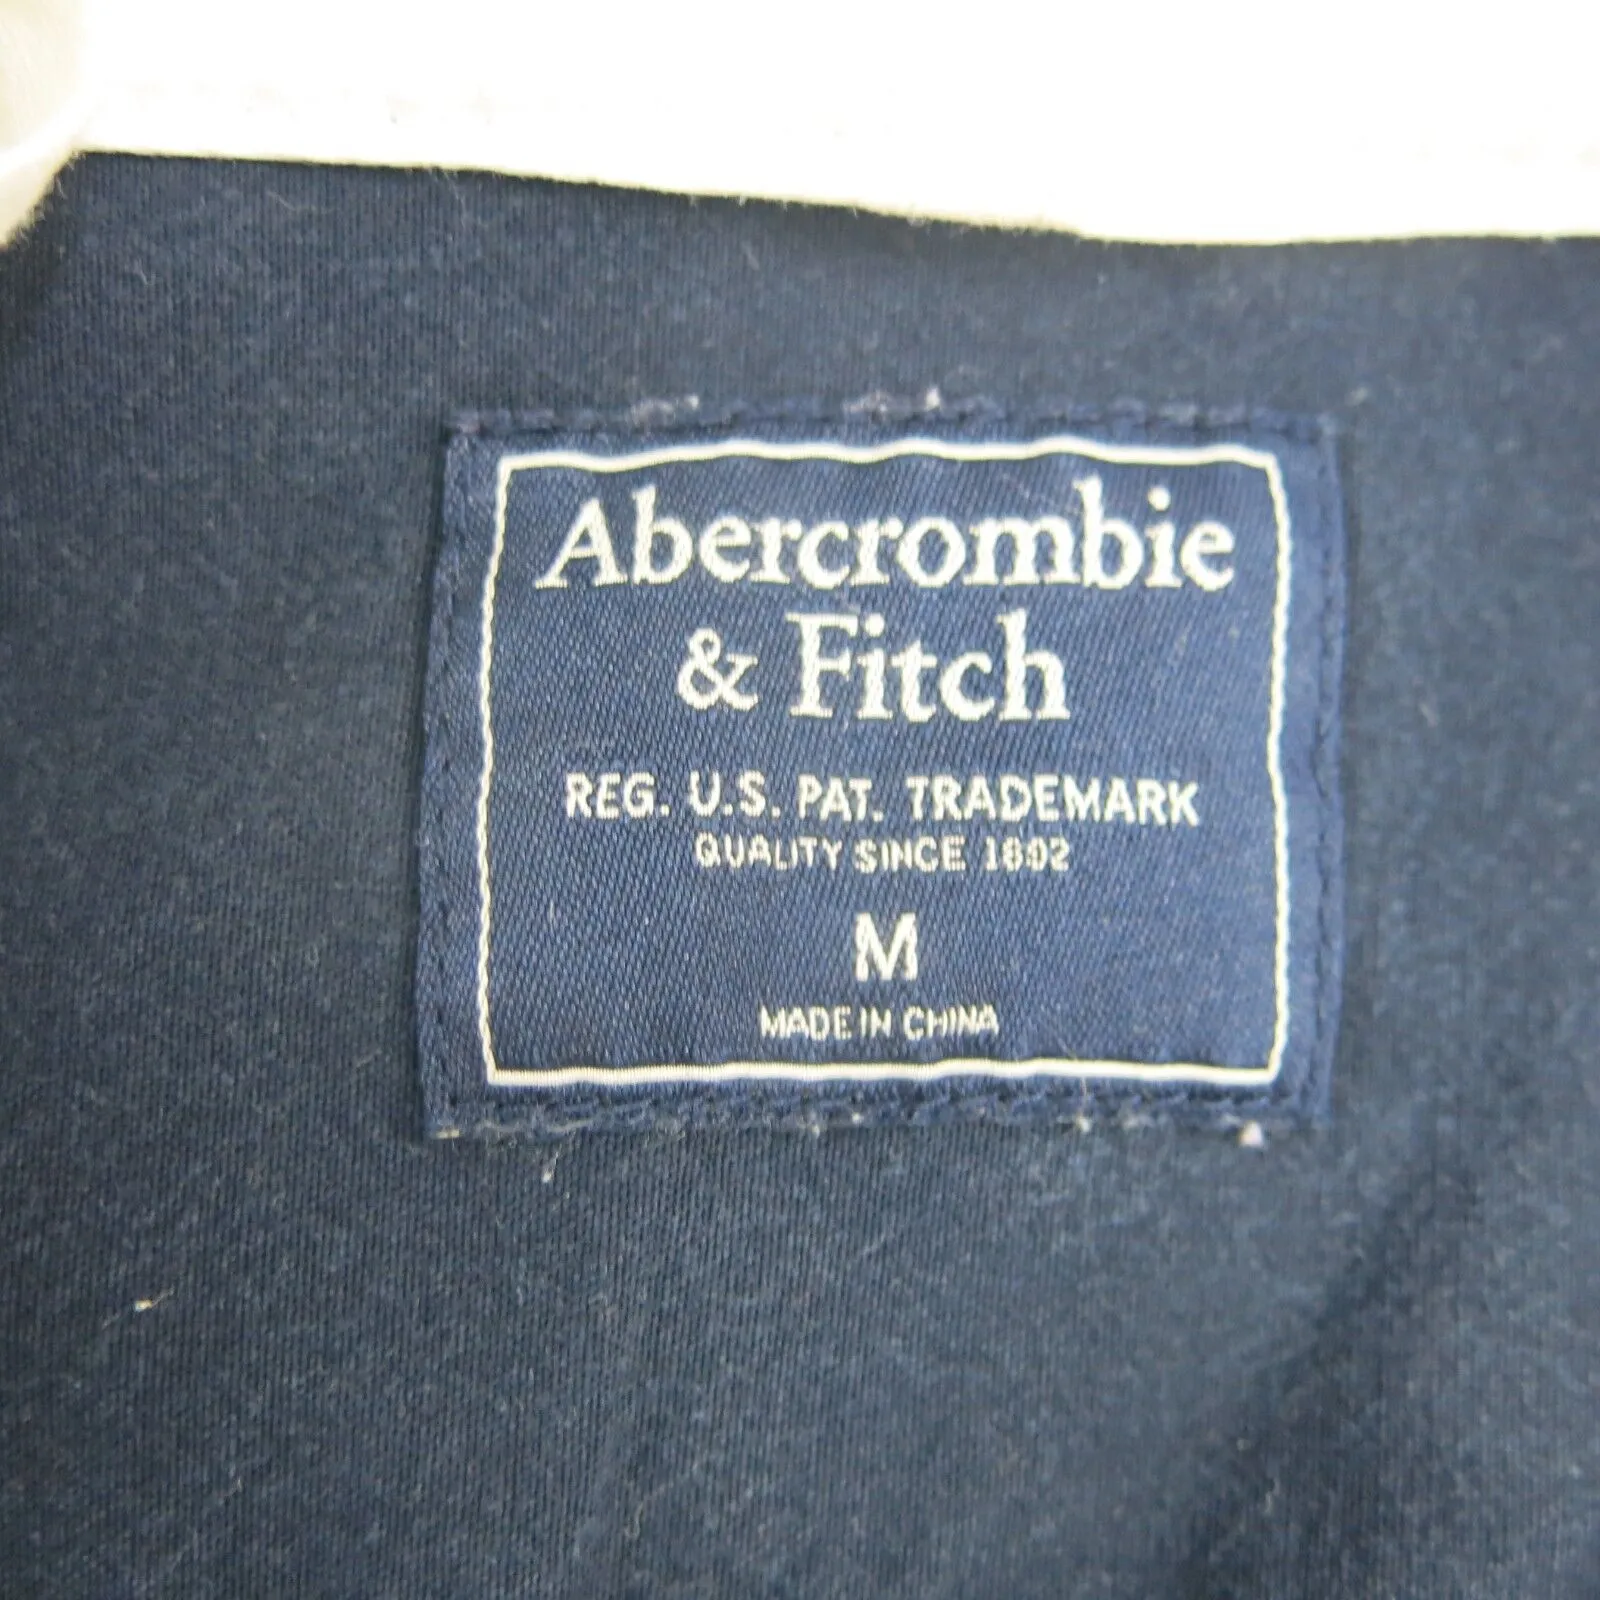 Abercrombie
& Fitch
REG. U.S. PAT. TRADEMARK
QUALITY SINCE 1892
M
MADE IN CHINA